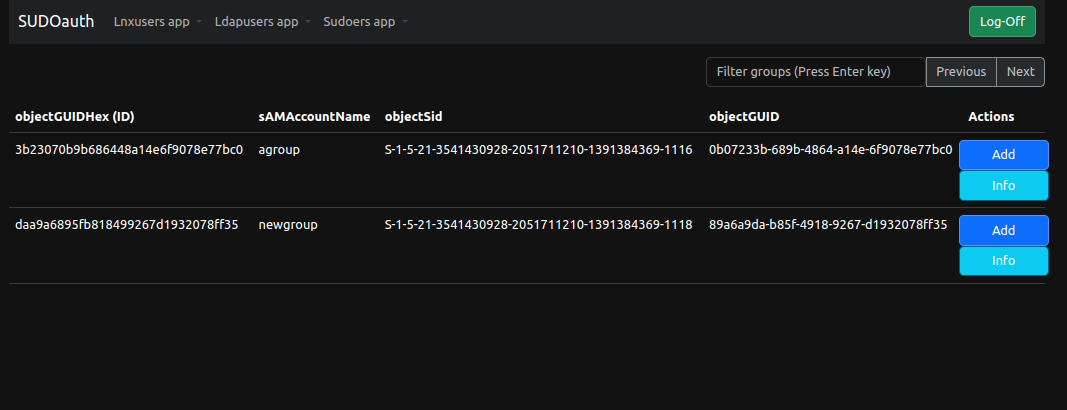 SUDOauth Lnxusers app Ldapusers app Sudoers app Log-Off
Filter groups (Press Enter key) Previous Next
objectGUIDHex (ID) sAMAccountName objectSid objectGUID Actions
3b23070b9b686448a14e6f9078e77bc0 agroup S-1-5-21-3541430928-2051711210-1391384369-1116 0b07233b-689b-4864-a14e-6f9078e77bc0 Add
Info
daa9a6895fb818499267d1932078ff35 newgroup S-1-5-21-3541430928-2051711210-1391384369-1118 89a6a9da-b85f-4918-9267-d1932078ff35 Add
Info